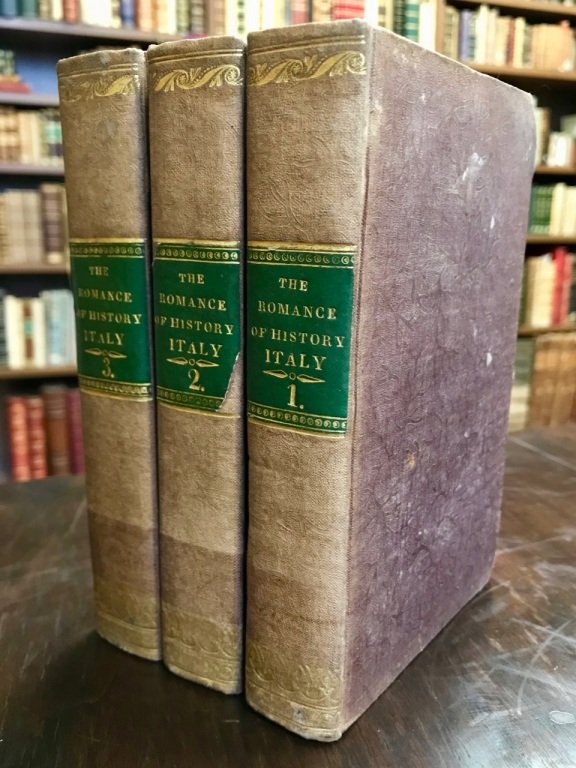 THE
ROMANCE
OF HISTORY
ITALY
3.
THE
ROMANCE
OF HISTORY
ITALY
2.
THE
ROMANCE
OF HISTORY
ITALY
1.